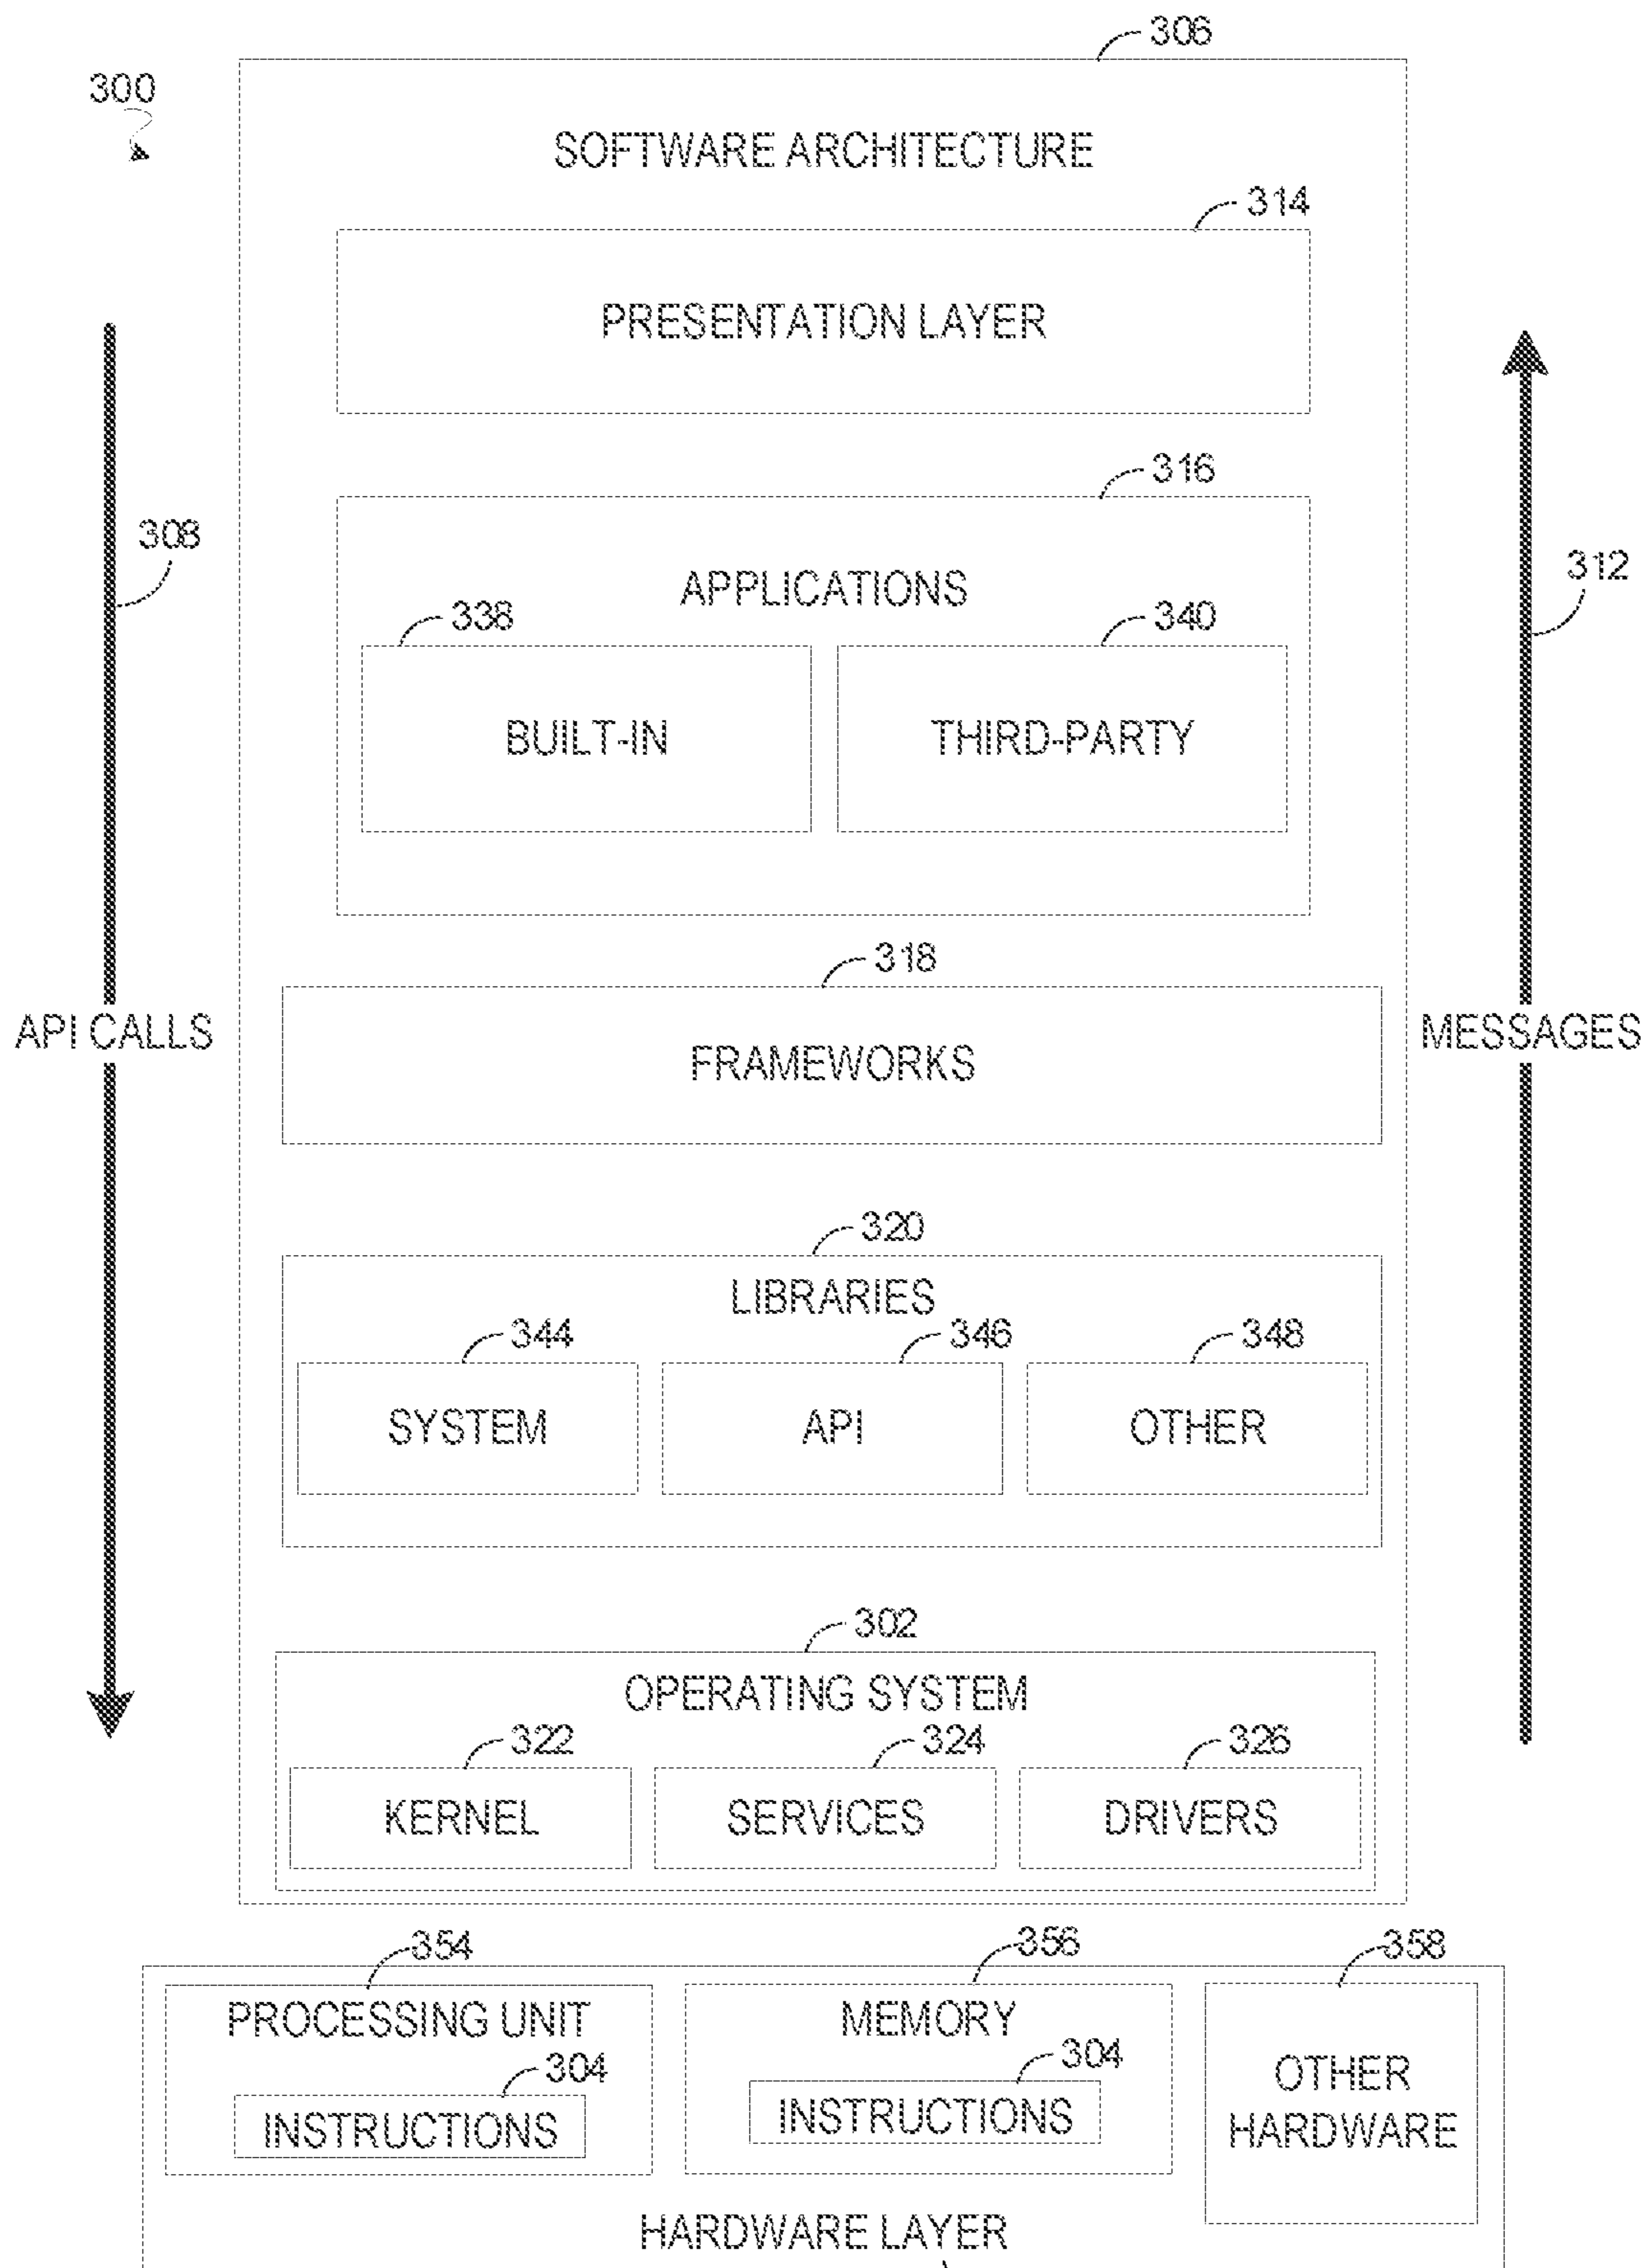 306
300
SOFTWARE ARCHITECTURE
314
PRESENTATION LAYER
316
308
312
APPLICATIONS
338
340
BUILT-IN
THIRD-PARTY
318
API CALLS
FRAMEWORKS
MESSAGES
320
LIBRARIES
344
346
348
SYSTEM
API
OTHER
302
OPERATING SYSTEM
322
324
326
KERNEL
SERVICES
DRIVERS
354
356
358
PROCESSING UNIT
MEMORY
304
304
OTHER
HARDWARE
INSTRUCTIONS
INSTRUCTIONS
HARDWARE LAYER